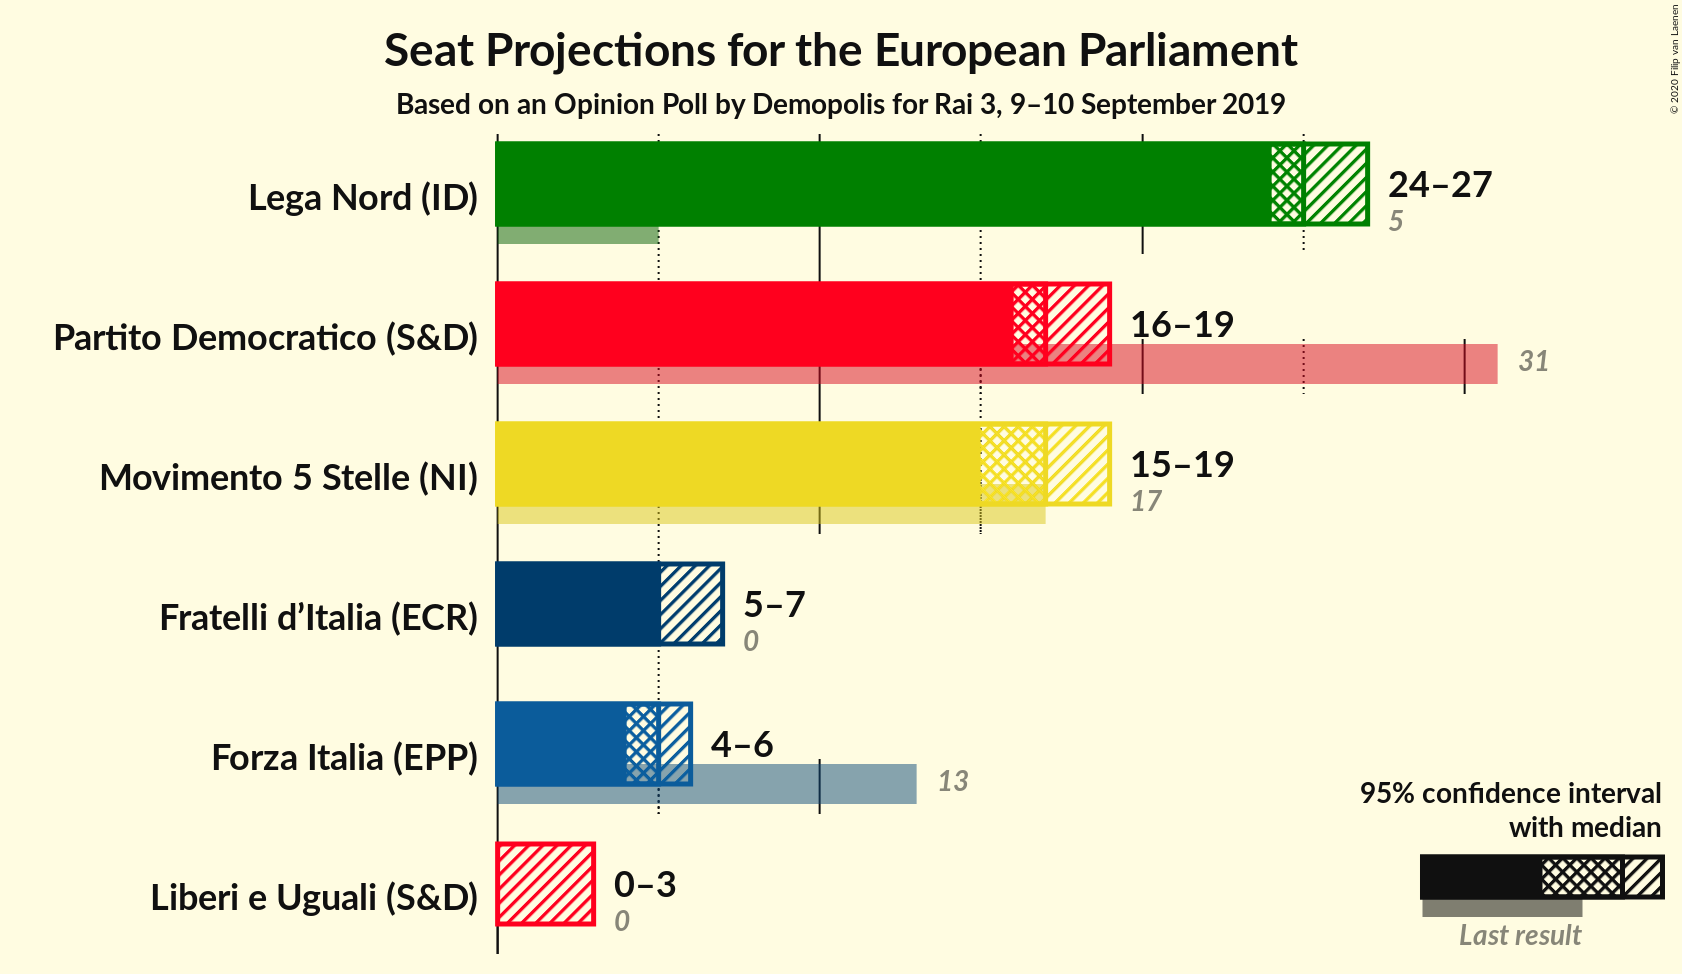 Seat Projections for the European Parliament
Based on an Opinion Poll by Demopolis for Rai 3, 9–10 September 2019
© 2020 Filip van Laenen
Lega Nord (ID)
24–27
5
Partito Democratico (S&D)
16–19
31
Movimento 5 Stelle (NI)
15–19
17
Fratelli d’Italia (ECR)
5–7
0
Forza Italia (EPP)
4–6
13
Liberi e Uguali (S&D)
0–3
0
95% confidence interval
with median
Last result